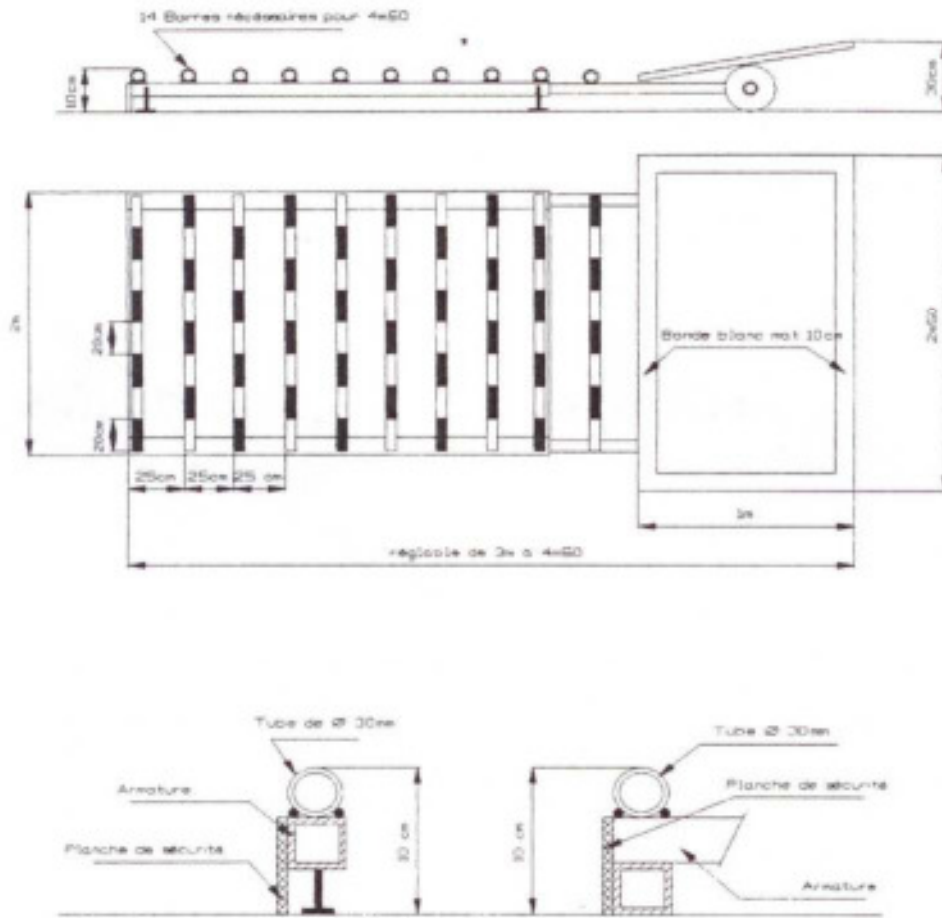 14 Barres nécessaires pour 4m60
10cm
30cm
2m
20cm
20cm
25cm
25cm
25 cm
Bande blanc mat 10cm
2m60
1m
réglable de 3m à 4m60
Tube de Ø 30mm
Armature
Planche de sécurité
10 cm
Tube Ø 30mm
Planche de sécurité
10 cm
Armature